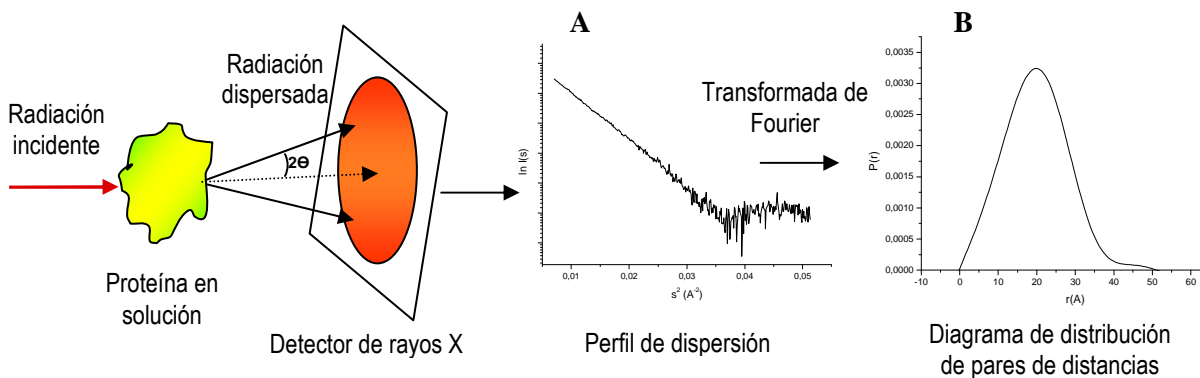 Radiación
incidente
Proteína en
solución
Radiación
dispersada
2Θ
Detector de rayos X
A
ln I(s)
0,01 0,02 0,03 0,04 0,05
s² (A⁻²)
Perfil de dispersión
Transformada de
Fourier
B
P(r)
0,0035
0,0030
0,0025
0,0020
0,0015
0,0010
0,0005
0,0000
-10 0 10 20 30 40 50 60
r(A)
Diagrama de distribución
de pares de distancias